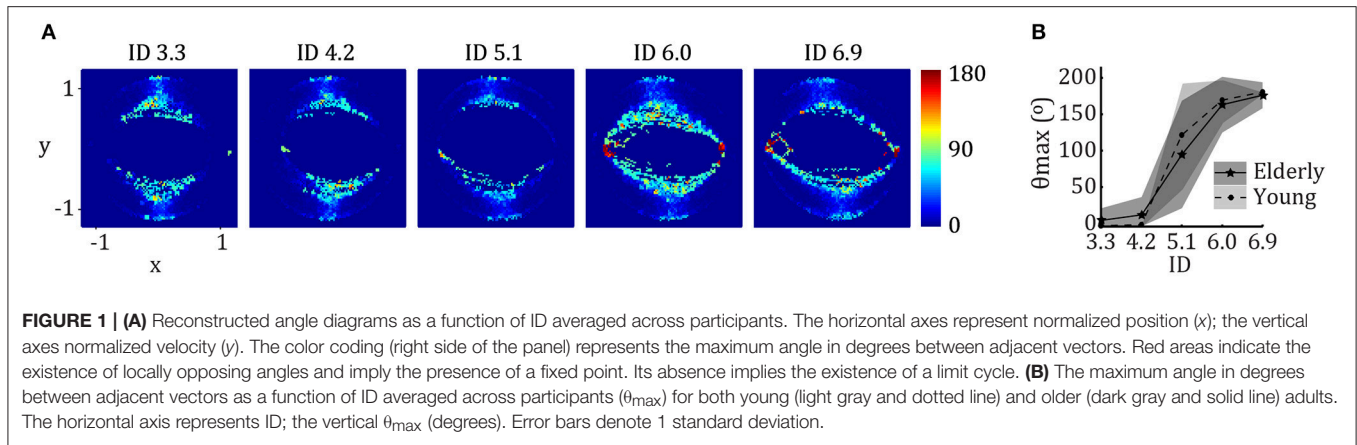 A
ID 3.3 ID 4.2 ID 5.1 ID 6.0 ID 6.9
1
y
-1
-1 1
x
180
90
0
B
200
150
100
50
0
θmax (º)
Elderly
Young
3.3 4.2 5.1 6.0 6.9
ID
FIGURE 1 | (A) Reconstructed angle diagrams as a function of ID averaged across participants. The horizontal axes represent normalized position (x); the vertical
axes normalized velocity (y). The color coding (right side of the panel) represents the maximum angle in degrees between adjacent vectors. Red areas indicate the
existence of locally opposing angles and imply the presence of a fixed point. Its absence implies the existence of a limit cycle. (B) The maximum angle in degrees
between adjacent vectors as a function of ID averaged across participants (θmax) for both young (light gray and dotted line) and older (dark gray and solid line) adults.
The horizontal axis represents ID; the vertical θmax (degrees). Error bars denote 1 standard deviation.